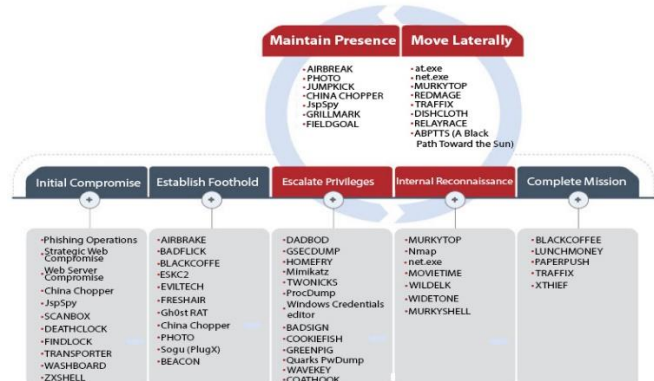 Maintain Presence
•AIRBREAK
•PHOTO
•JUMPKICK
•CHINA CHOPPER
•JspSpy
•GRILLMARK
•FIELDGOAL
Move Laterally
•at.exe
•net.exe
•MURKYTOP
•REDMAGE
•TRAFFIX
•DISHCLOTH
•RELAYRACE
•ABPTTS (A Black
Path Toward the Sun)
Initial Compromise
•Phishing Operations
•Strategic Web
Compromise
•Web Server
Compromise
•China Chopper
•JspSpy
•SCANBOX
•DEATHCLOCK
•FINDLOCK
•TRANSPORTER
•WASHBOARD
•ZXSHELL
Establish Foothold
•AIRBRAKE
•BADFLICK
•BLACKCOFFE
•ESKC2
•EVILTECH
•FRESHAIR
•Gh0st RAT
•China Chopper
•PHOTO
•Sogu (PlugX)
•BEACON
Escalate Privileges
•DADBOD
•GSECDUMP
•HOMEFRY
•Mimikatz
•TWONICKS
•ProcDump
•Windows Credentials
editor
•BADSIGN
•COOKIEFISH
•GREENPIG
•Quarks PwDump
•WAVEKEY
•COATHOOK
Internal Reconnaissance
•MURKYTOP
•Nmap
•net.exe
•MOVIETIME
•WILDELK
•WIDETONE
•MURKYSHELL
Complete Mission
•BLACKCOFFEE
•LUNCHMONEY
•PAPERPUSH
•TRAFFIX
•XTHIEF